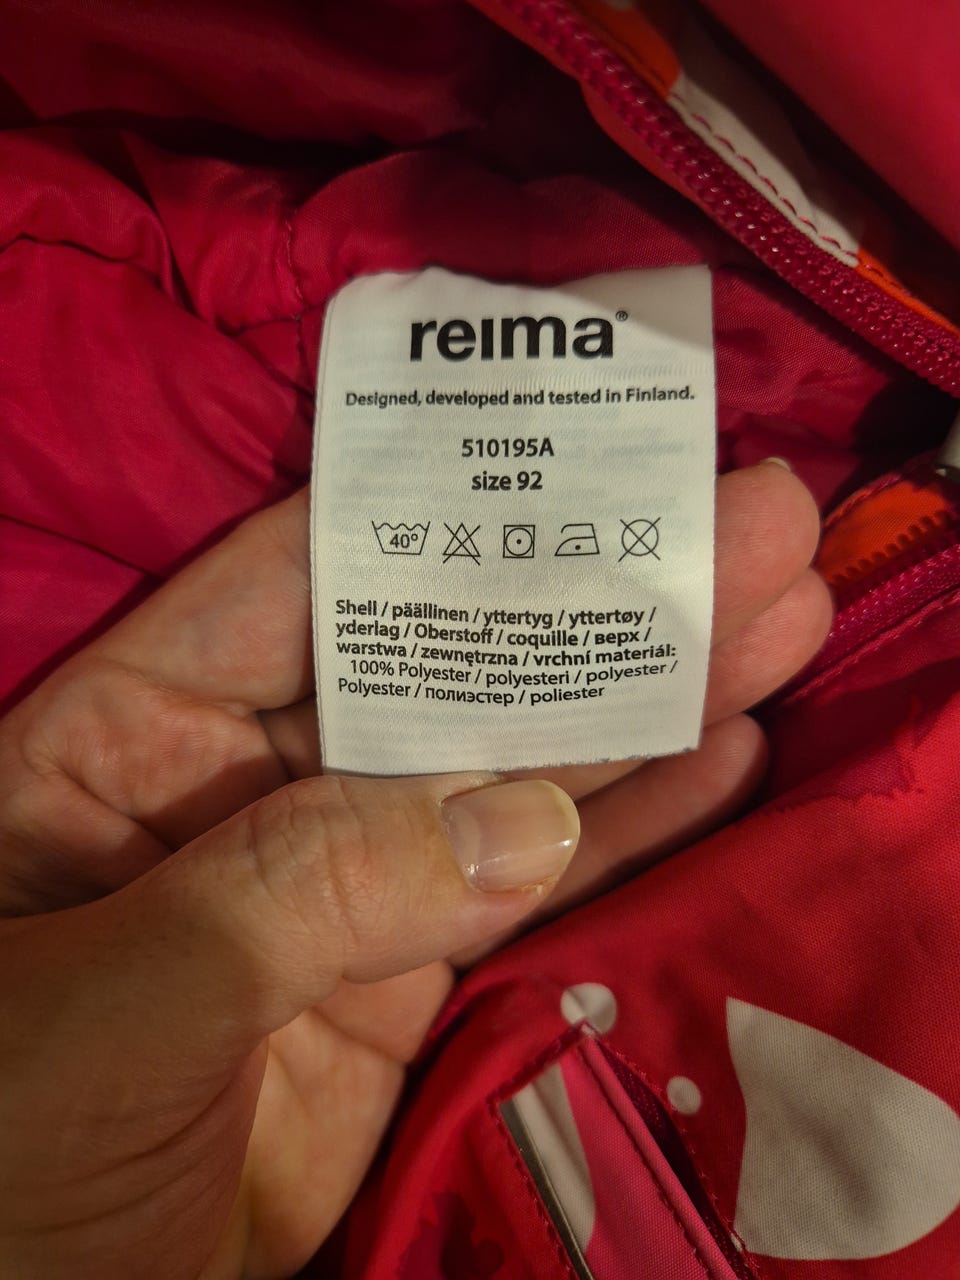 reima®
Designed, developed and tested in Finland.
510195A
size 92
40°
Shell / päällinen / yttertyg / yttertøy /
yderlag / Oberstoff / coquille / верх /
warstwa / zewnętrzna / vrchní materiál:
100% Polyester / polyesteri / polyester /
Polyester / полиэстер / poliester